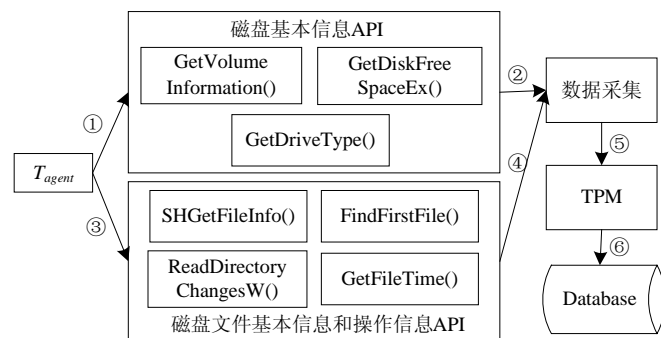 磁盘基本信息API
GetVolume
Information()
GetDiskFree
SpaceEx()
GetDriveType()
①
②
数据采集
T_agent
③
④
⑤
SHGetFileInfo()
FindFirstFile()
TPM
ReadDirectory
ChangesW()
GetFileTime()
⑥
Database
磁盘文件基本信息和操作信息API